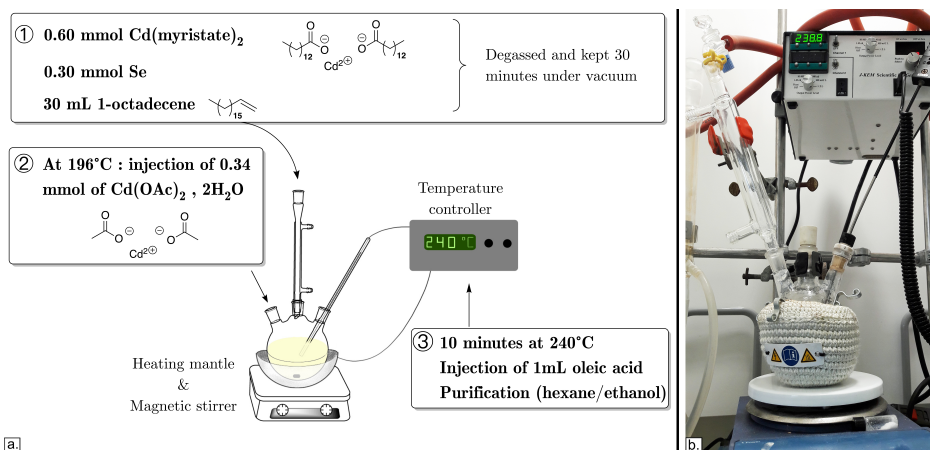 ① 0.60 mmol Cd(myristate)₂
0.30 mmol Se
30 mL 1-octadecene
O
O
⊖
⊖
O
O
12
12
Cd²⊕
15
Degassed and kept 30
minutes under vacuum
② At 196°C : injection of 0.34
mmol of Cd(OAc)₂ , 2H₂O
O
O
O
⊖
⊖
O
Cd²⊕
Temperature
controller
240 °C
③ 10 minutes at 240°C
Injection of 1mL oleic acid
Purification (hexane/ethanol)
Heating mantle
&
Magnetic stirrer
a.
238.8
J-KEM Scientific
b.